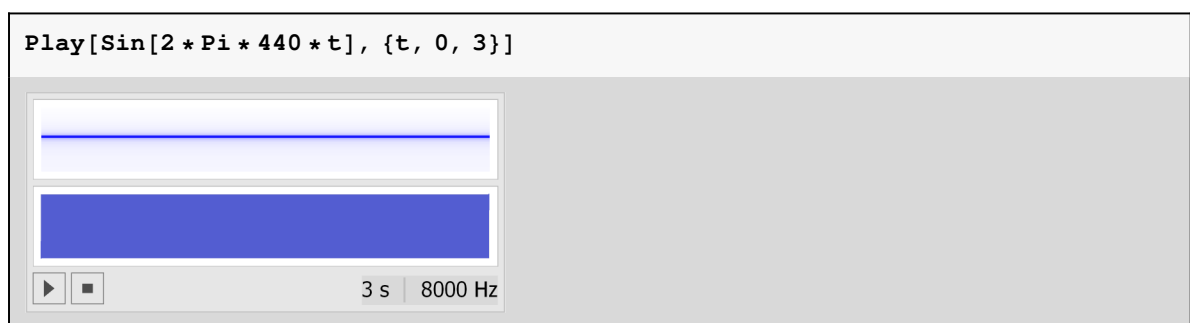 Play[Sin[2 * Pi * 440 * t], {t, 0, 3}]
3 s | 8000 Hz